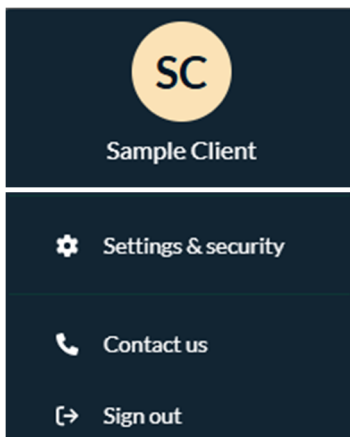 SC
Sample Client
Settings & security
Contact us
Sign out